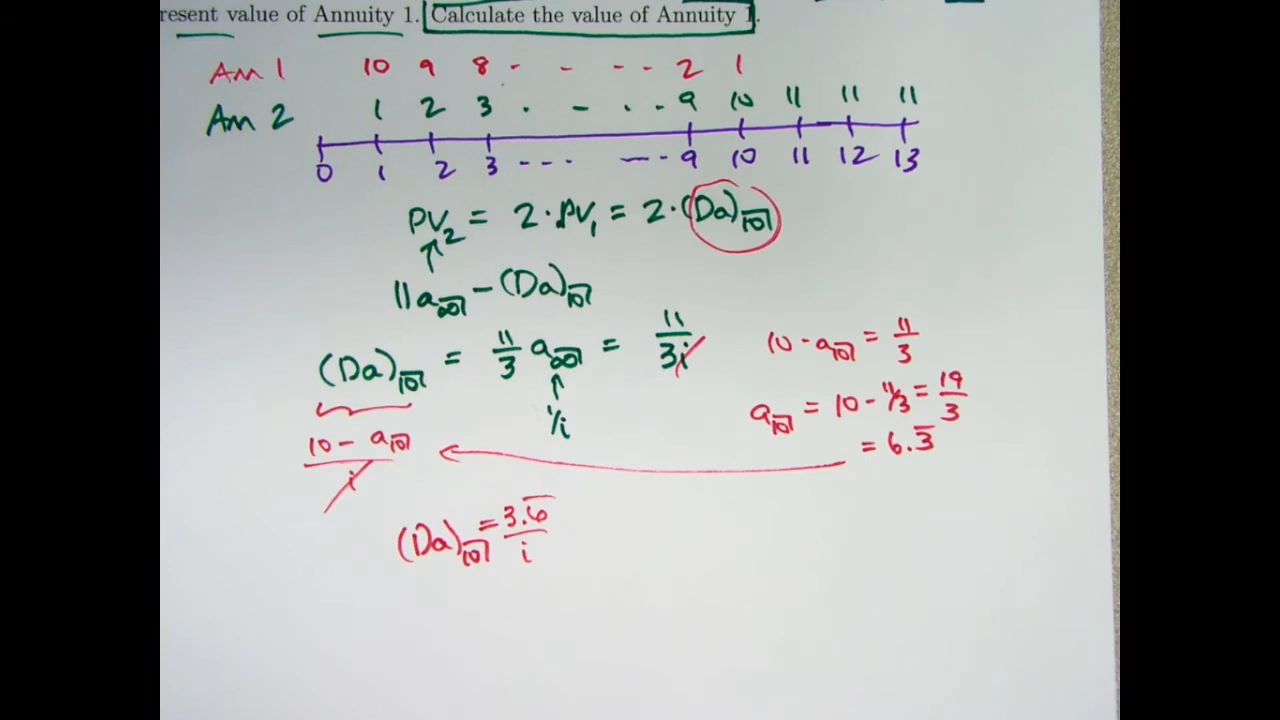 resent value of Annuity 1. Calculate the value of Annuity 1.
Ann 1 10 9 8 - - - - - 2 1
Ann 2 1 2 3 . - . . - 9 10 11 11 11
0 1 2 3 - - - . - - . 9 10 11 12 13
PV₂ = 2 · PV₁ = 2 · (Da)10⌉
11a∞⌉ - (Da)10⌉
(Da)10⌉ = 11/3 a∞⌉ = 11/3i
1/i
10 - a10⌉ = 11/3
a10⌉ = 10 - 11/3 = 19/3
= 6.3̅
10 - a10⌉ / i
(Da)10⌉ = 3.6̅ / i